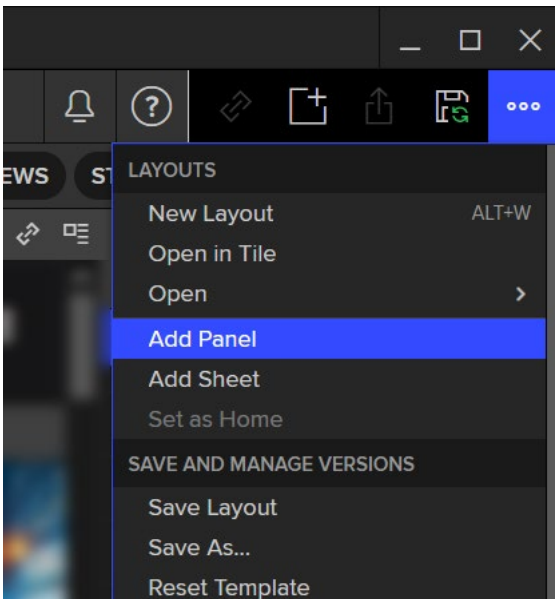 ?
EWS
ST
LAYOUTS
New Layout ALT+W
Open in Tile
Open
Add Panel
Add Sheet
Set as Home
SAVE AND MANAGE VERSIONS
Save Layout
Save As...
Reset Template